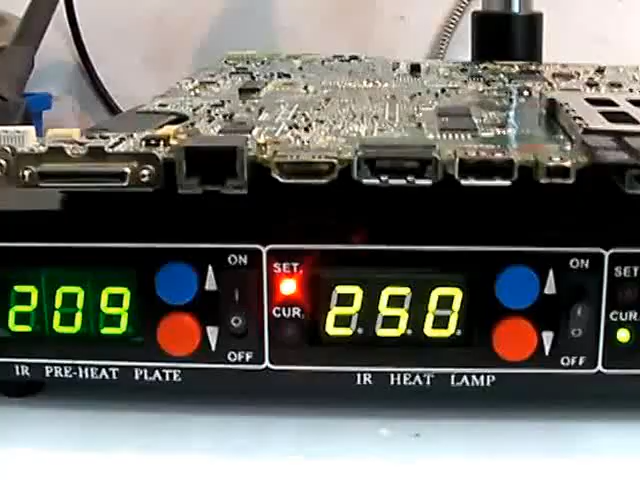 209
ON
I
O
OFF
IR PRE-HEAT PLATE
SET.
CUR.
250
ON
I
O
OFF
IR HEAT LAMP
SET
CUR.